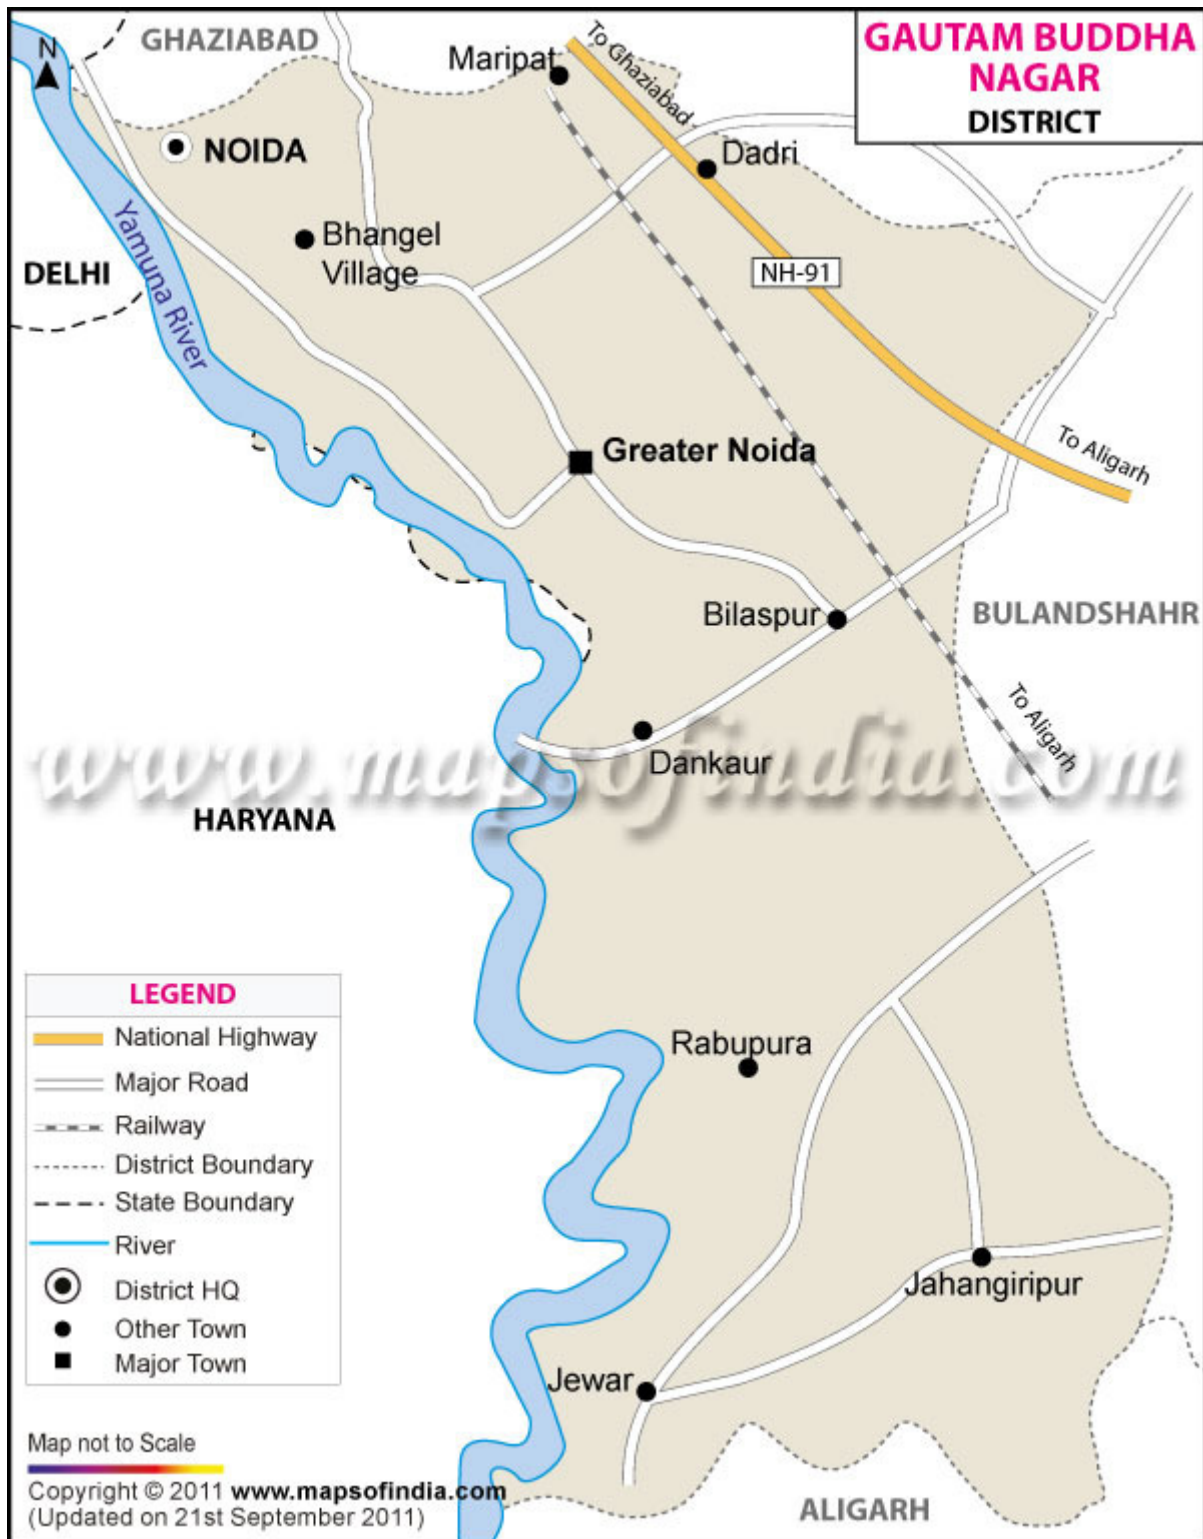 GAUTAM BUDDHA
NAGAR
DISTRICT
GHAZIABAD
N
Maripat
To Ghaziabad
NOIDA
Dadri
Bhangel
Village
DELHI
Yamuna River
NH-91
Greater Noida
To Aligarh
Bilaspur
BULANDSHAHR
To Aligarh
Dankaur
www.mapsofindia.com
HARYANA
LEGEND
National Highway
Major Road
Railway
District Boundary
State Boundary
River
District HQ
Other Town
Major Town
Rabupura
Jahangiripur
Jewar
Map not to Scale
Copyright © 2011 www.mapsofindia.com
(Updated on 21st September 2011)
ALIGARH